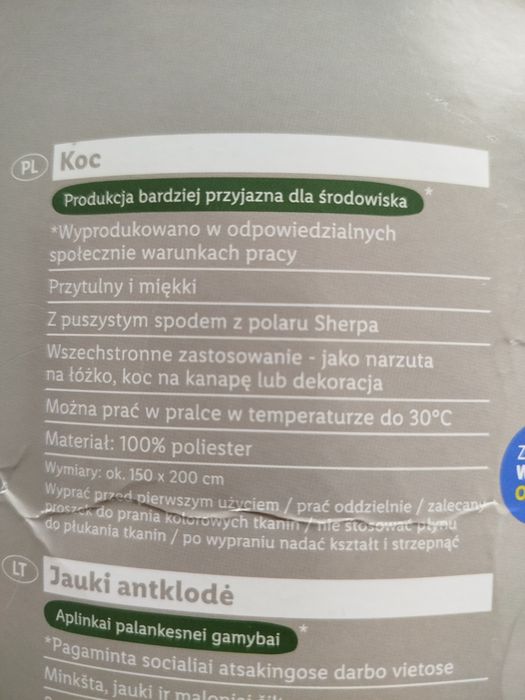 PL Koc
Produkcja bardziej przyjazna dla środowiska *
*Wyprodukowano w odpowiedzialnych
społecznie warunkach pracy
Przytulny i miękki
Z puszystym spodem z polaru Sherpa
Wszechstronne zastosowanie - jako narzuta
na łóżko, koc na kanapę lub dekoracja
Można prać w pralce w temperaturze do 30°C
Materiał: 100% poliester
Wymiary: ok. 150 x 200 cm
Wyprać przed pierwszym użyciem / prać oddzielnie / zalecany
proszek do prania kolorowych tkanin / nie stosować płynu
do płukania tkanin / po wypraniu nadać kształt i strzepnąć
LT Jauki antklodė
Aplinkai palankesnei gamybai *
*Pagaminta socialiai atsakingose darbo vietose
Minkšta, jauki ir